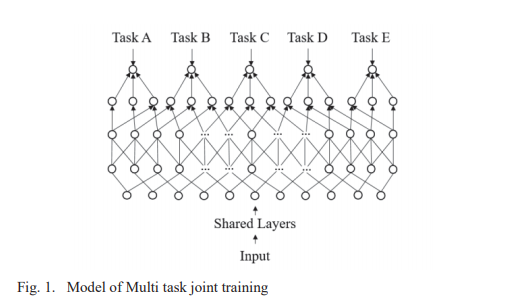 Task A Task B Task C Task D Task E
... ... ... ...
... ... ... ...
Shared Layers
Input
Fig. 1. Model of Multi task joint training